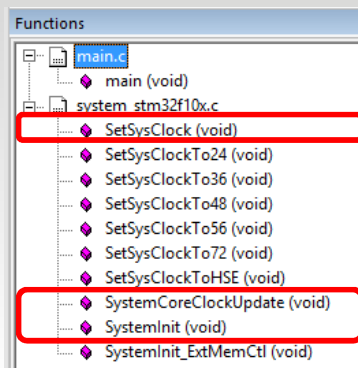 Functions
main.c
main (void)
system_stm32f10x.c
SetSysClock (void)
SetSysClockTo24 (void)
SetSysClockTo36 (void)
SetSysClockTo48 (void)
SetSysClockTo56 (void)
SetSysClockTo72 (void)
SetSysClockToHSE (void)
SystemCoreClockUpdate (void)
SystemInit (void)
SystemInit_ExtMemCtl (void)